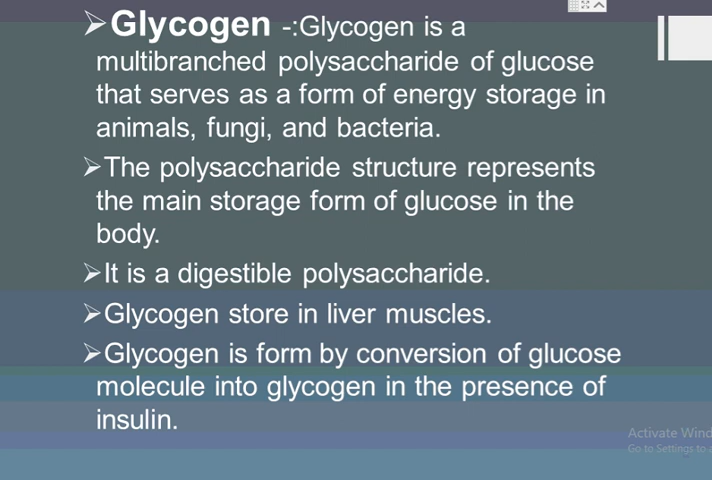 ➢Glycogen -:Glycogen is a
multibranched polysaccharide of glucose
that serves as a form of energy storage in
animals, fungi, and bacteria.
➢The polysaccharide structure represents
the main storage form of glucose in the
body.
➢It is a digestible polysaccharide.
➢Glycogen store in liver muscles.
➢Glycogen is form by conversion of glucose
molecule into glycogen in the presence of
insulin.
Activate Wind
Go to Settings to a